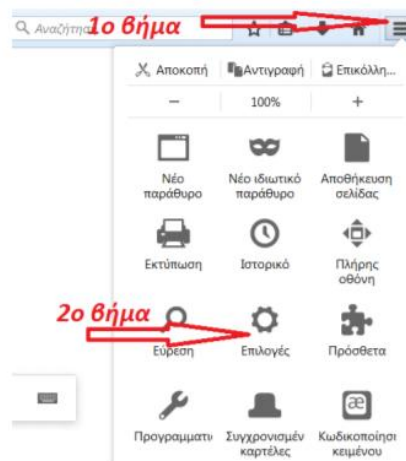 Αναζήτηση 1ο βήμα
Αποκοπή Αντιγραφή Επικόλλη...
− 100% +
Νέο παράθυρο Νέο ιδιωτικό παράθυρο Αποθήκευση σελίδας
Εκτύπωση Ιστορικό Πλήρης οθόνη
2ο βήμα
Εύρεση Επιλογές Πρόσθετα
Προγραμματι Συγχρονισμέν καρτέλες Κωδικοποίησι κειμένου